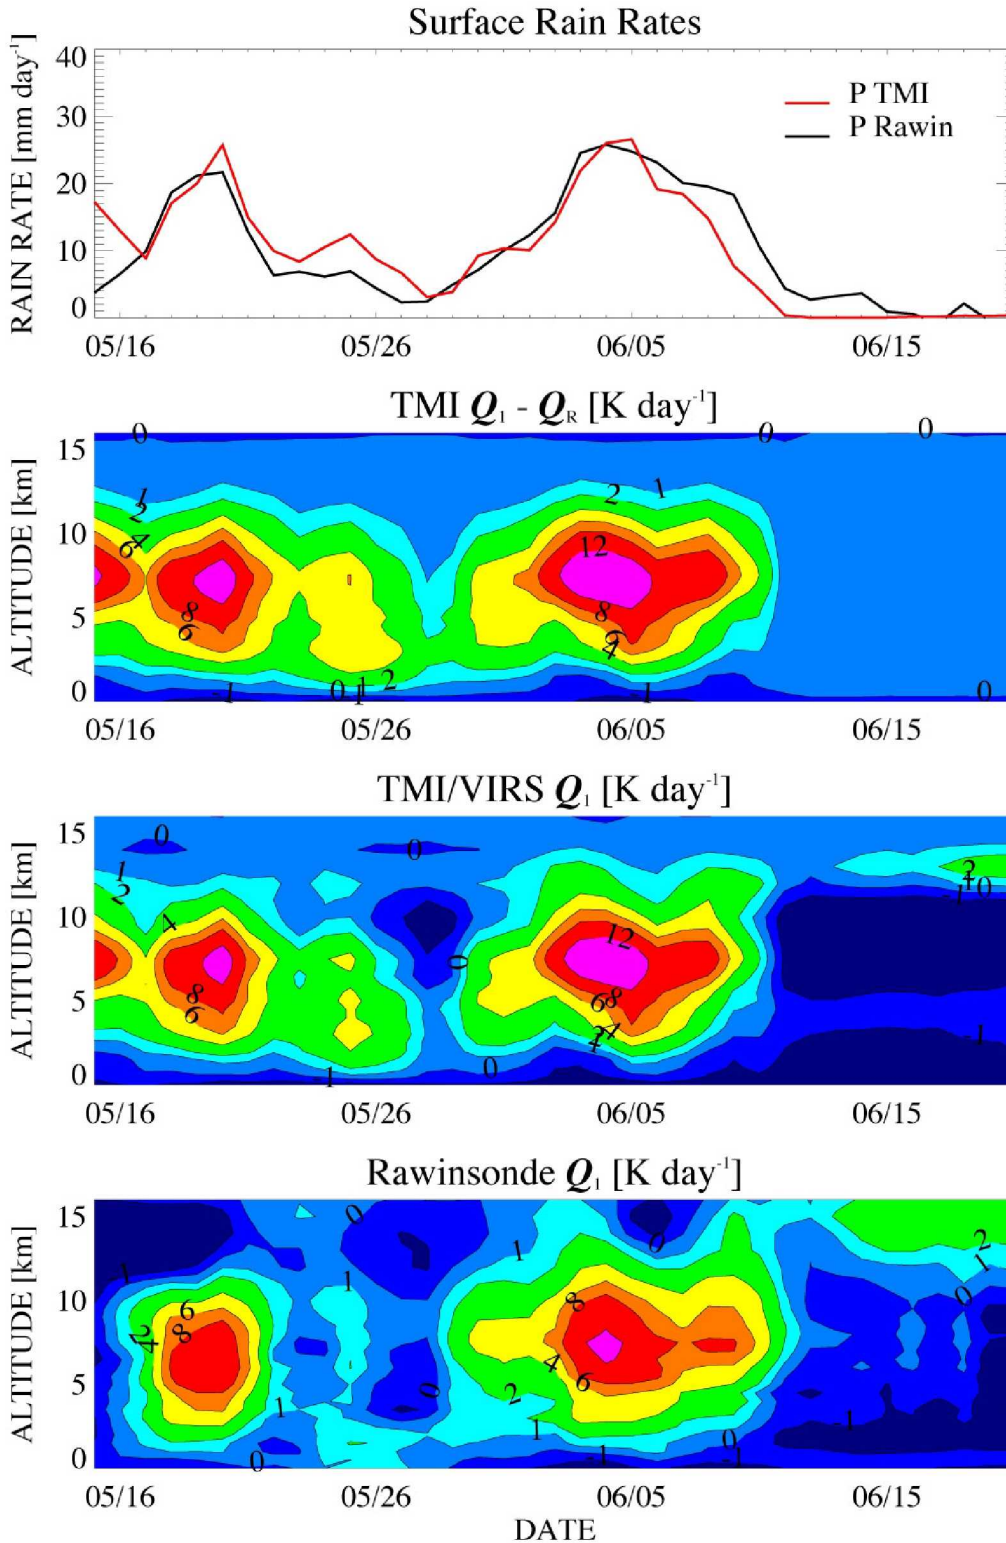 Surface Rain Rates
RAIN RATE [mm day⁻¹]
40
30
20
10
0
P TMI
P Rawin
05/16 05/26 06/05 06/15
TMI Q₁ - Q_R [K day⁻¹]
ALTITUDE [km]
15
10
5
0
0 0 0
1 2 4 6
2 1
12
8 6
8 6 4
-1 0 1 1 2 -1 0
05/16 05/26 06/05 06/15
TMI/VIRS Q₁ [K day⁻¹]
ALTITUDE [km]
15
10
5
0
0 0
1 2 4
2 -1 0
12
0
8 6
6 8
4
-1 0 -1
05/16 05/26 06/05 06/15
Rawinsonde Q₁ [K day⁻¹]
ALTITUDE [km]
15
10
5
0
0 0
1 1 1 2 1
6 8 0
2 4 8
4 6
0 2
1 1 0 -1
0 -1 -1
05/16 05/26 06/05 06/15
DATE